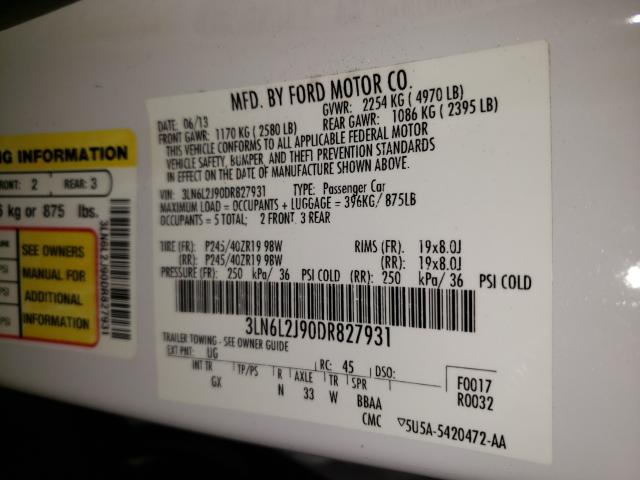 MFD. BY FORD MOTOR CO.
DATE: 06/13 GVWR: 2254 KG ( 4970 LB)
FRONT GAWR: 1170 KG ( 2580 LB) REAR GAWR: 1086 KG ( 2395 LB)
THIS VEHICLE CONFORMS TO ALL APPLICABLE FEDERAL MOTOR
VEHICLE SAFETY, BUMPER, AND THEFT PREVENTION STANDARDS
IN EFFECT ON THE DATE OF MANUFACTURE SHOWN ABOVE.
VIN: 3LN6L2J90DR827931 TYPE: Passenger Car
MAXIMUM LOAD = OCCUPANTS + LUGGAGE = 396KG/ 875LB
OCCUPANTS = 5 TOTAL; 2 FRONT 3 REAR
TIRE (FR): P245/40ZR19 98W RIMS (FR). 19x8.0J
(RR): P245/40ZR19 98W (RR): 19x8.0J
PRESSURE (FR): 250 kPa/ 36 PSI COLD (RR): 250 kPa/ 36 PSI COLD
3LN6L2J90DR827931
TRAILER TOWING - SEE OWNER GUIDE
EXT PNT: UG RC: 45 DSO:
INT TR TP/PS R AXLE TR SPR
GX N 33 W BBAA
F0017
R0032
CMC 5U5A-5420472-AA
NG INFORMATION
FRONT: 2 REAR: 3
kg or 875 lbs.
SEE OWNERS
MANUAL FOR
ADDITIONAL
INFORMATION
3LN6L2J90DR827931